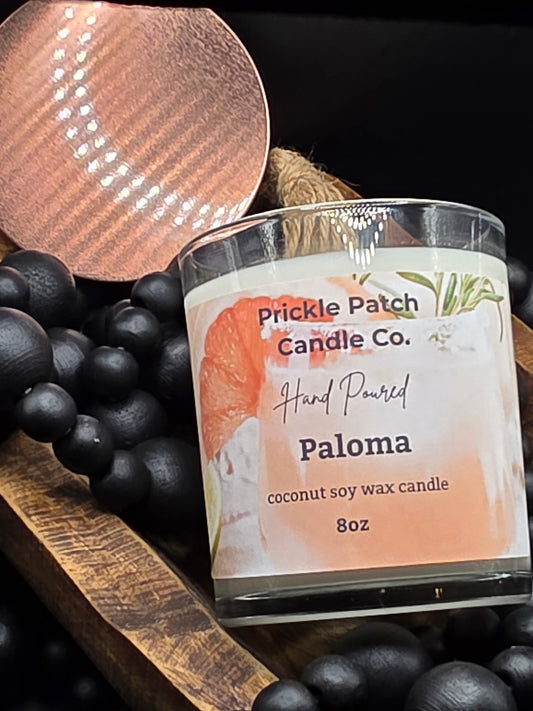 Prickle Patch
Candle Co.
Hand Poured
Paloma
coconut soy wax candle
8oz